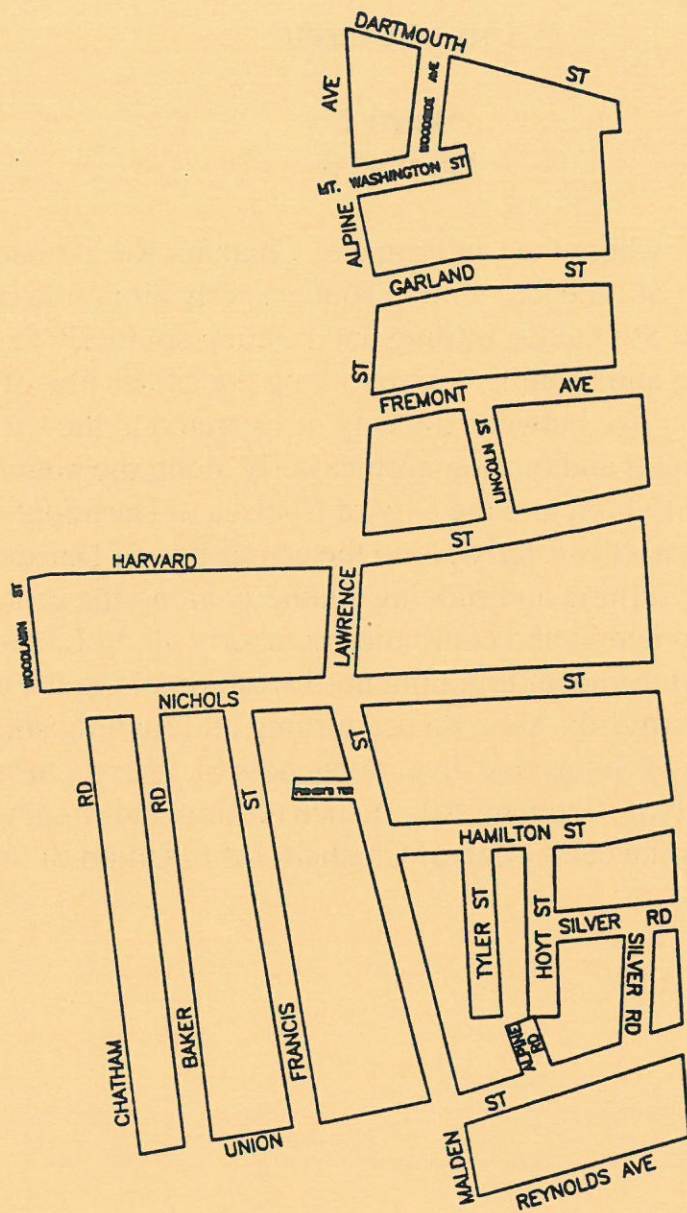 DARTMOUTH ST
AVE
WOODSIDE AVE
MT. WASHINGTON ST
ALPINE
GARLAND ST
ST
FREMONT AVE
LINCOLN ST
HARVARD ST
WOODLAWN ST
LAWRENCE
NICHOLS ST
ST
RD
RD
ST
HAMILTON ST
TYLER ST
HOYT ST
SILVER RD
SILVER RD
ALPINE RD
CHATHAM
BAKER
FRANCIS
UNION ST
MALDEN
REYNOLDS AVE